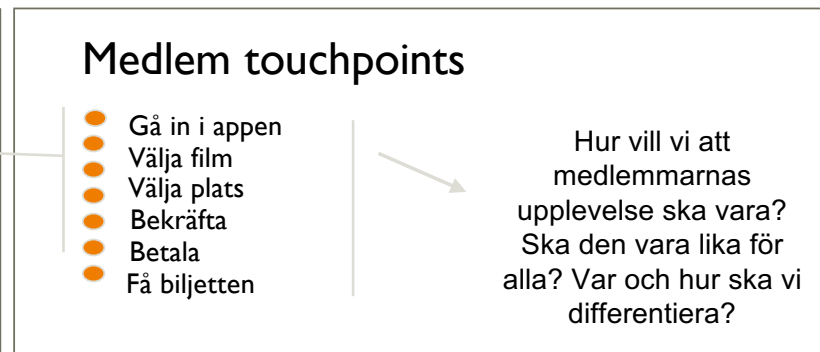 Medlem touchpoints
Gå in i appen
Välja film
Välja plats
Bekräfta
Betala
Få biljetten
Hur vill vi att
medlemmarnas
upplevelse ska vara?
Ska den vara lika för
alla? Var och hur ska vi
differentiera?